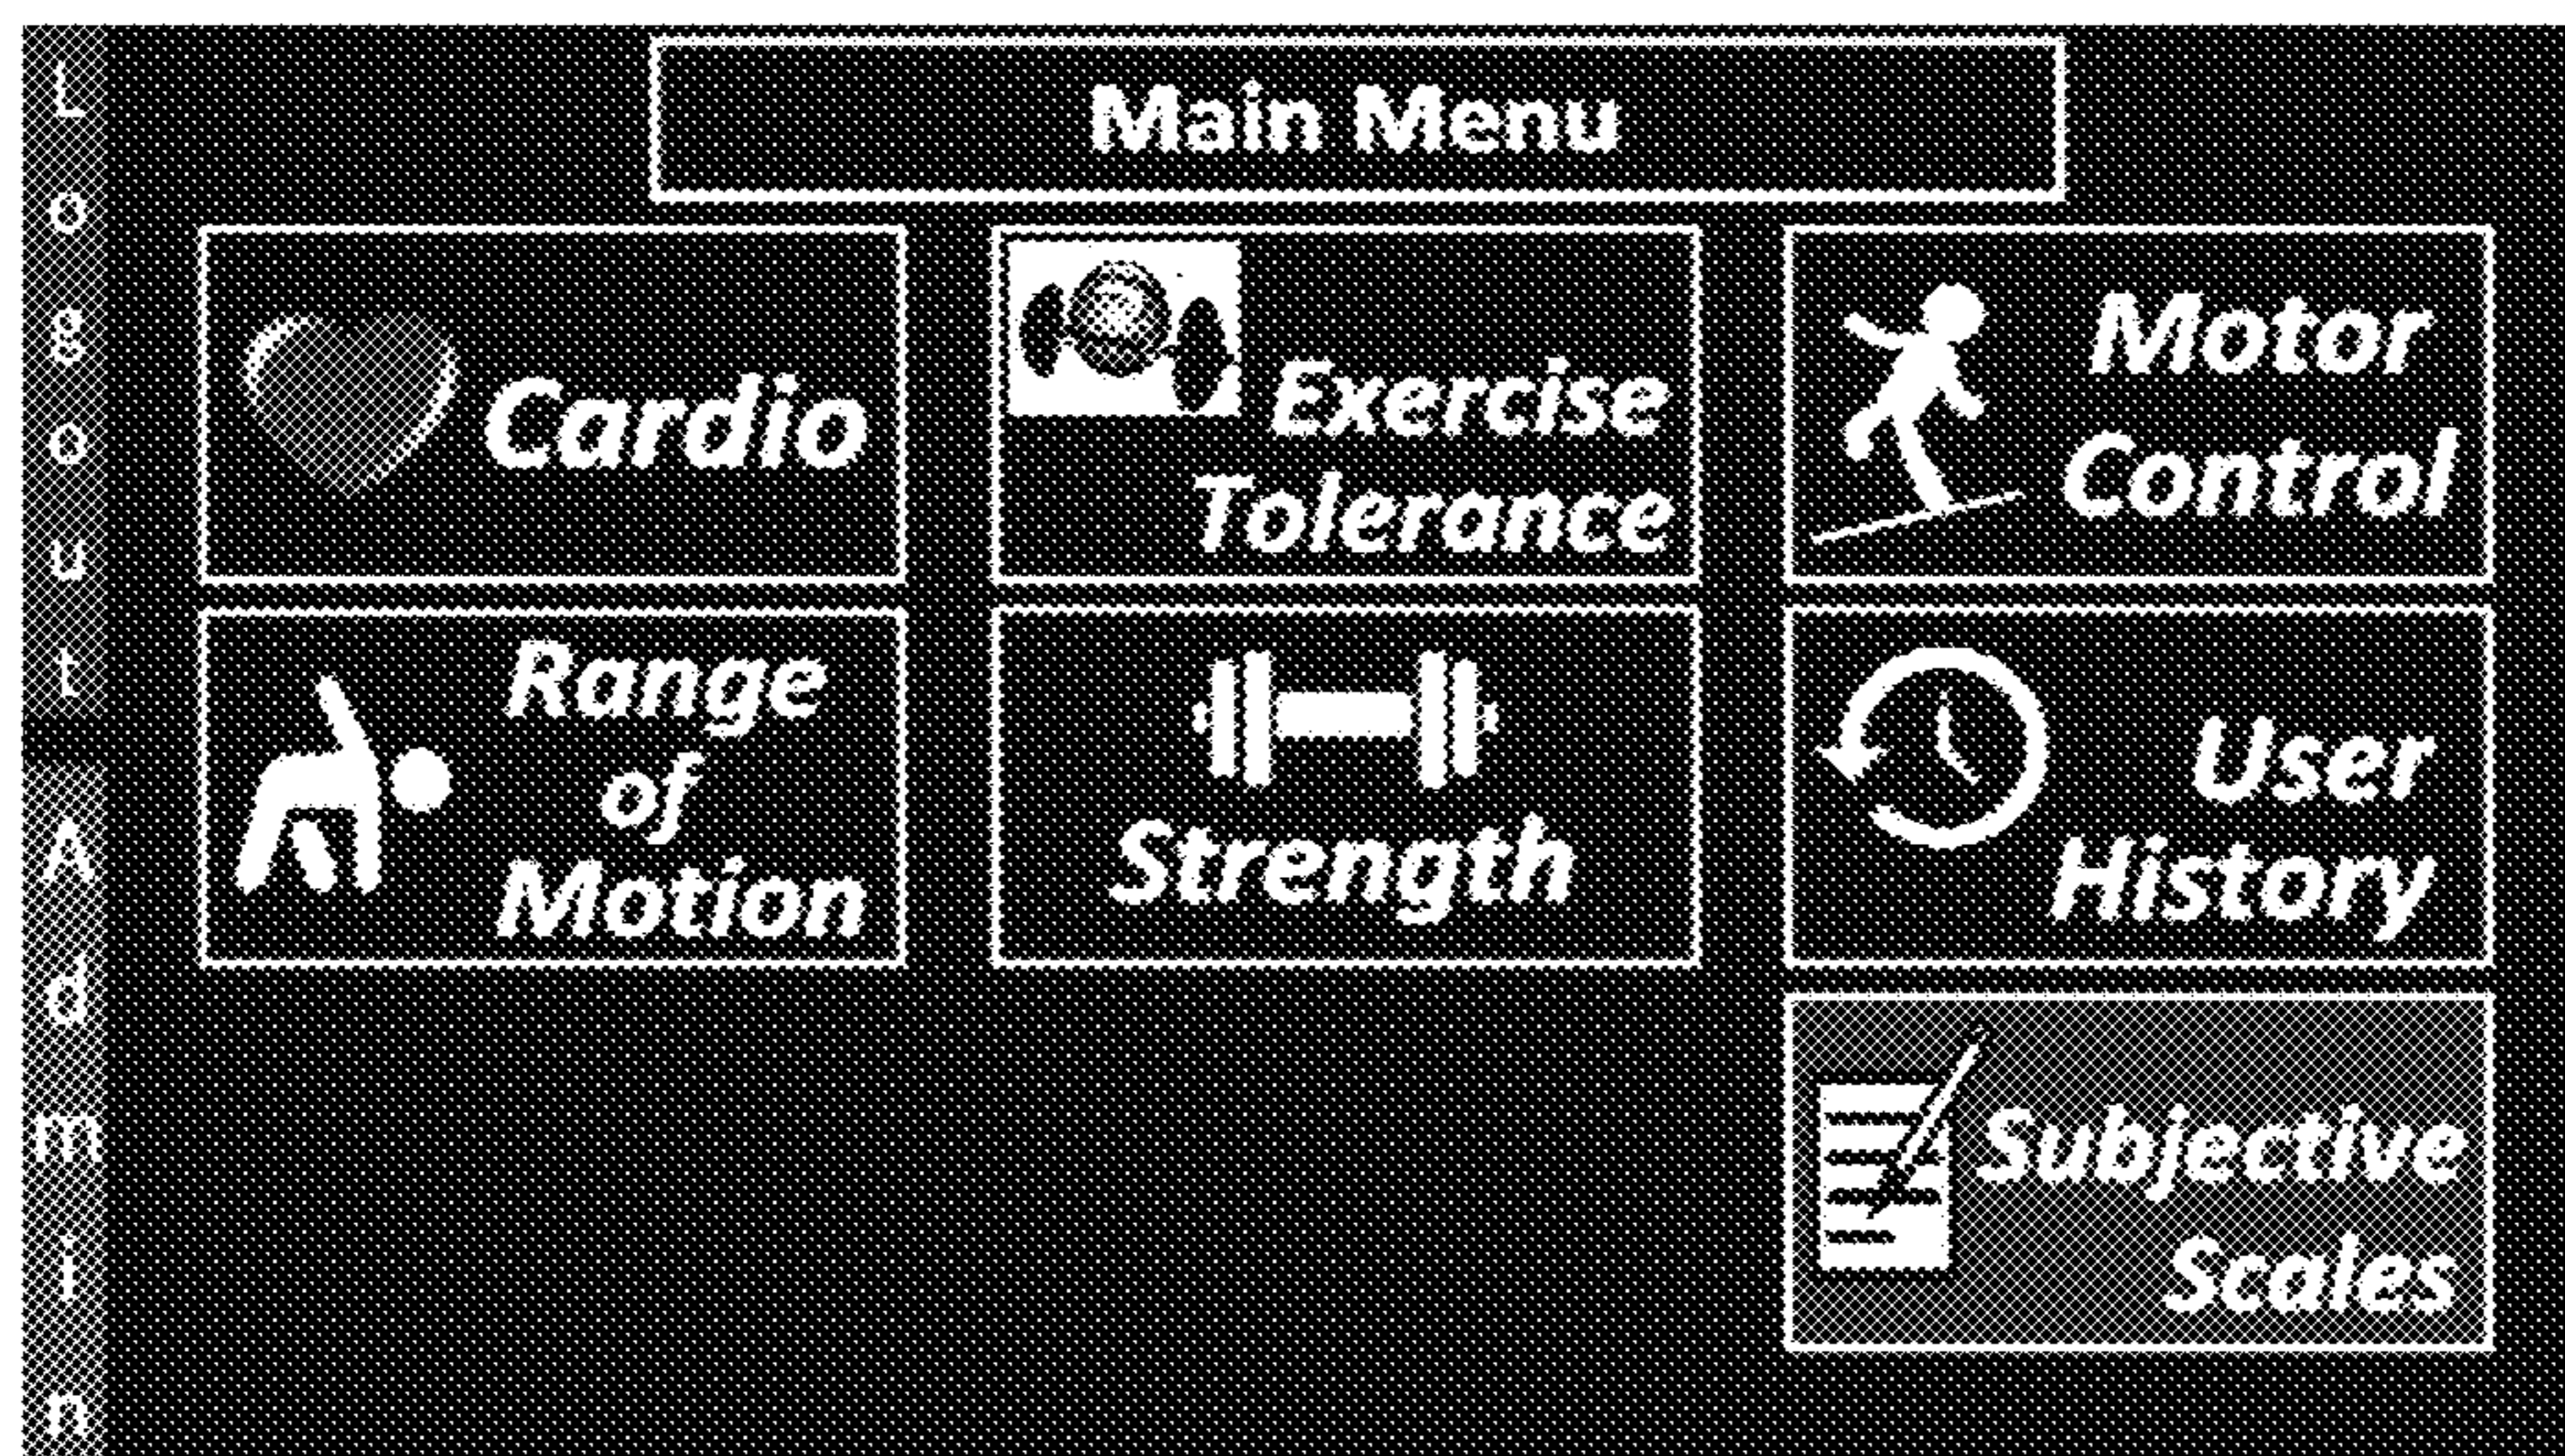 Main Menu
Logout
Admin
Cardio
Exercise
Tolerance
Motor
Control
Range
of
Motion
Strength
User
History
Subjective
Scales